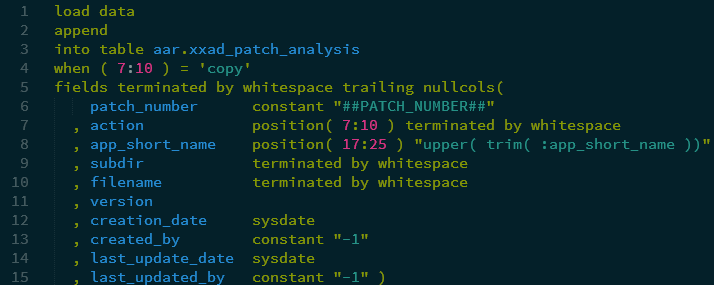 1 load data
2 append
3 into table aar.xxad_patch_analysis
4 when ( 7:10 ) = 'copy'
5 fields terminated by whitespace trailing nullcols(
6     patch_number      constant "##PATCH_NUMBER##"
7   , action            position( 7:10 ) terminated by whitespace
8   , app_short_name    position( 17:25 ) "upper( trim( :app_short_name ))"
9   , subdir            terminated by whitespace
10   , filename          terminated by whitespace
11   , version
12   , creation_date     sysdate
13   , created_by        constant "-1"
14   , last_update_date  sysdate
15   , last_updated_by   constant "-1" )